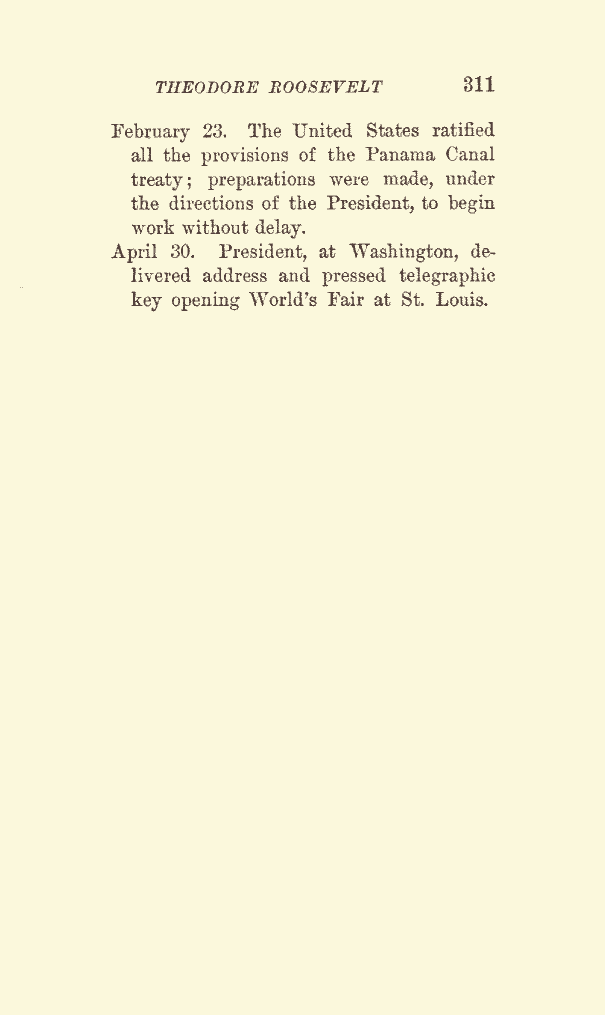 THEODORE ROOSEVELT 311
February 23. The United States ratified
all the provisions of the Panama Canal
treaty; preparations were made, under
the directions of the President, to begin
work without delay.
April 30. President, at Washington, de-
livered address and pressed telegraphic
key opening World's Fair at St. Louis.